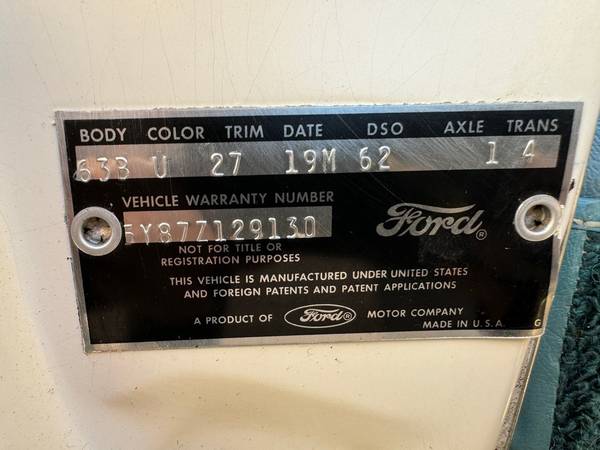 BODY COLOR TRIM DATE DSO AXLE TRANS
63B U 27 19M 62 1 4
VEHICLE WARRANTY NUMBER
5Y87Z129130
Ford®
NOT FOR TITLE OR
REGISTRATION PURPOSES
THIS VEHICLE IS MANUFACTURED UNDER UNITED STATES
AND FOREIGN PATENTS AND PATENT APPLICATIONS
A PRODUCT OF Ford® MOTOR COMPANY
MADE IN U.S.A. G